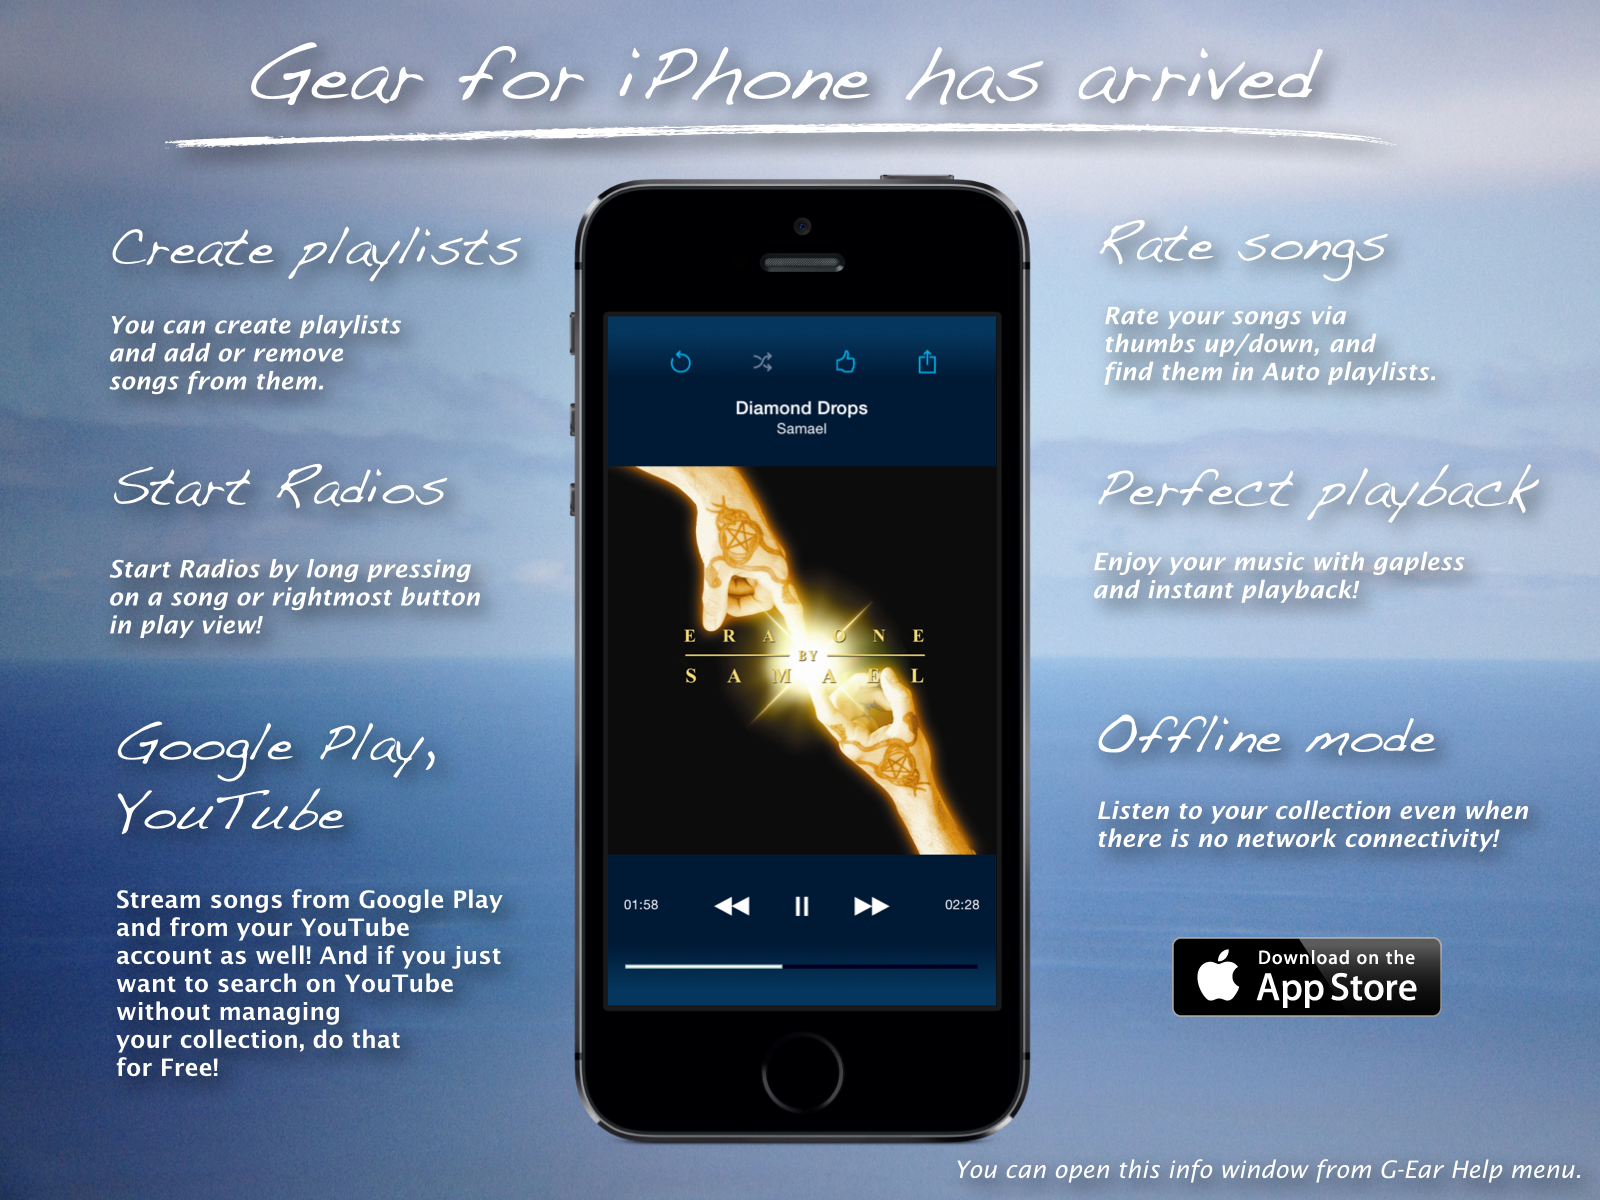 Gear for iPhone has arrived
Create playlists
You can create playlists
and add or remove
songs from them.
Start Radios
Start Radios by long pressing
on a song or rightmost button
in play view!
Google Play,
YouTube
Stream songs from Google Play
and from your YouTube
account as well! And if you just
want to search on YouTube
without managing
your collection, do that
for Free!
Diamond Drops
Samael
ERA ONE
BY
SAMAEL
01:58
02:28
Rate songs
Rate your songs via
thumbs up/down, and
find them in Auto playlists.
Perfect playback
Enjoy your music with gapless
and instant playback!
Offline mode
Listen to your collection even when
there is no network connectivity!
Download on the
App Store
You can open this info window from G-Ear Help menu.